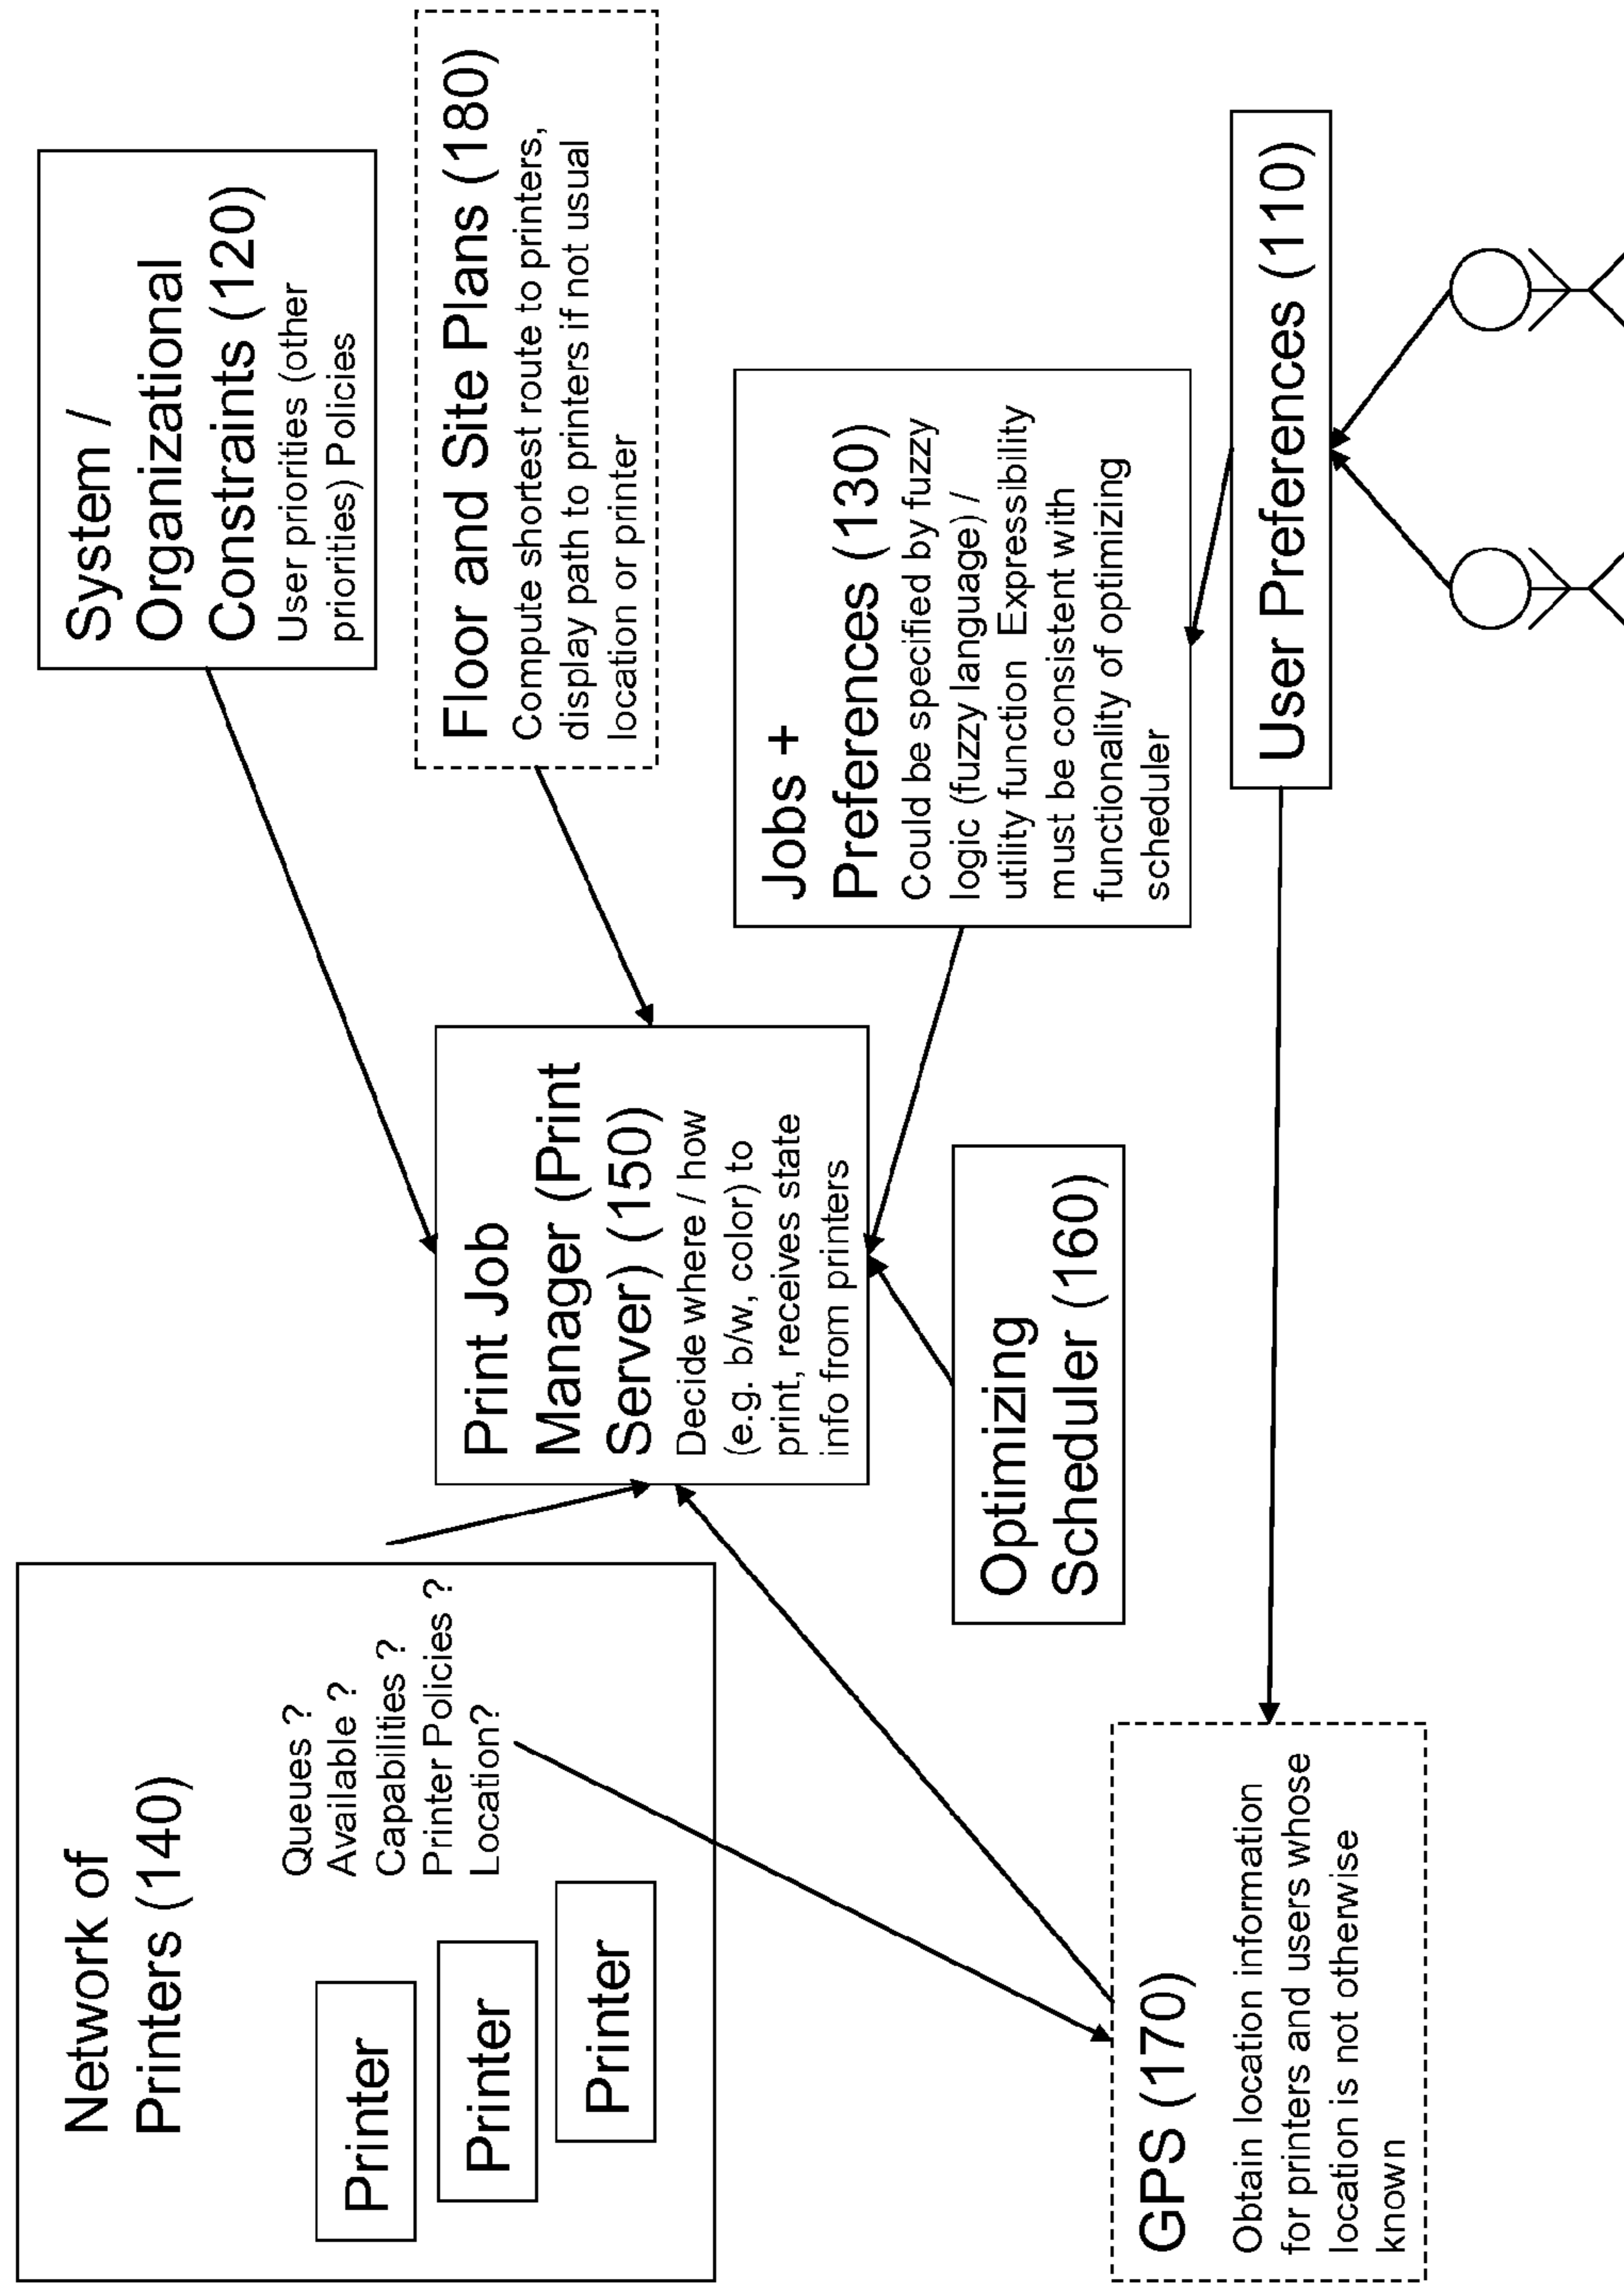 Network of
Printers (140)
Queues ?
Available ?
Capabilities ?
Printer Policies ?
Location?
Printer
Printer
Printer
System /
Organizational
Constraints (120)
User priorities (other
priorities) Policies
Print Job
Manager (Print
Server) (150)
Decide where / how
(e.g. b/w, color) to
print, receives state
info from printers
Floor and Site Plans (180)
Compute shortest route to printers,
display path to printers if not usual
location or printer
Jobs +
Preferences (130)
Could be specified by fuzzy
logic (fuzzy language) /
utility function Expressibility
must be consistent with
functionality of optimizing
scheduler
Optimizing
Scheduler (160)
GPS (170)
Obtain location information
for printers and users whose
location is not otherwise
known
User Preferences (110)